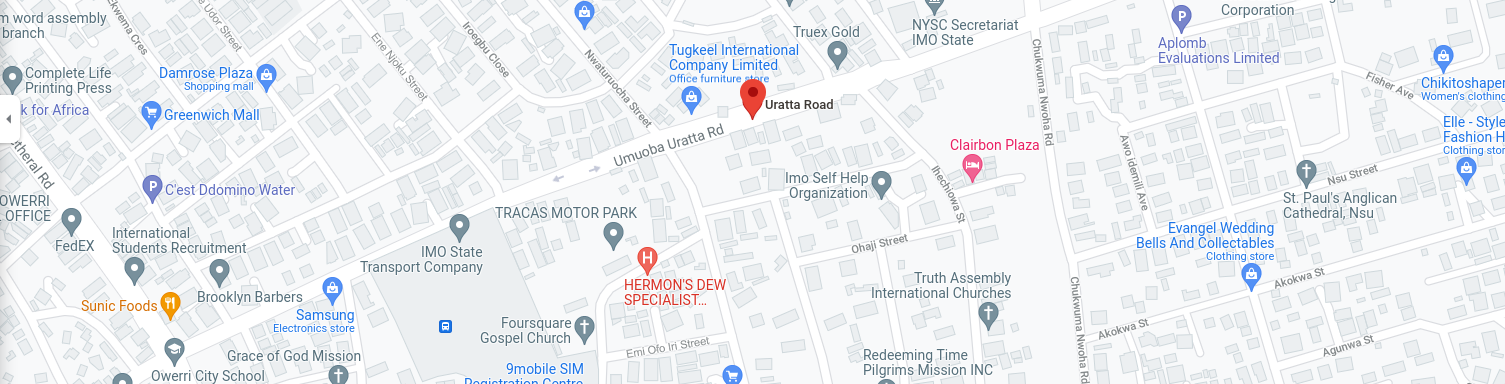 m word assembly
branch
Ekwerma Cres
Udor Street
Erie Njoku Street
Iroegbu Close
Nwaturuocha Street
Truex Gold
NYSC Secretariat
IMO State
Corporation
Aplomb
Evaluations Limited
Fisher Ave
Chikitoshaper
Women's clothing
Complete Life
Printing Press
k for Africa
Damrose Plaza
Shopping mall
Greenwich Mall
Tugkeel International
Company Limited
Office furniture store
Uratta Road
Umuoba Uratta Rd
Chukwuma Nwoha Rd
Awo idemili Ave
Elle - Style
Fashion H
Clothing stor
Clairbon Plaza
Ihechiowa St
Imo Self Help
Organization
Nsu Street
St. Paul's Anglican
Cathedral, Nsu
C'est Ddomino Water
OWERRI
OFFICE
FedEX
International
Students Recruitment
TRACAS MOTOR PARK
IMO State
Transport Company
Ohaji Street
Evangel Wedding
Bells And Collectables
Clothing store
Akokwa St
HERMON'S DEW
SPECIALIST...
Truth Assembly
International Churches
Chukwuma Nwoha Rd
Brooklyn Barbers
Sunic Foods
Samsung
Electronics store
Foursquare
Gospel Church
Emi Ofo Iri Street
Akokwa St
Agunwa St
Grace of God Mission
Owerri City School
9mobile SIM
Registration Centre
Redeeming Time
Pilgrims Mission INC